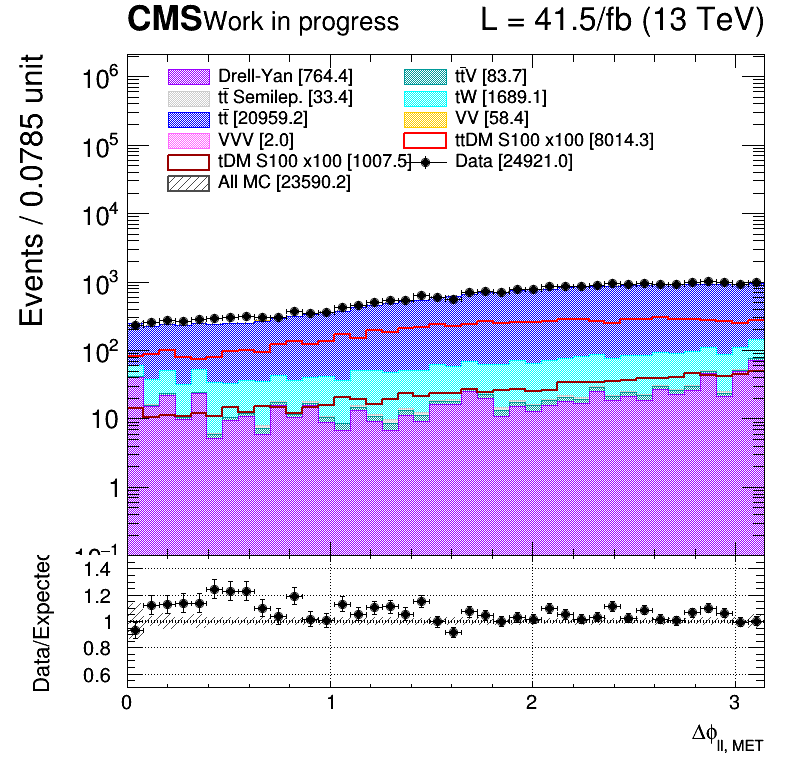 CMS Work in progress L = 41.5/fb (13 TeV)
Events / 0.0785 unit
10⁶
10⁵
10⁴
10³
10²
10
1
10⁻¹
Drell-Yan [764.4] tt̄V [83.7]
tt̄ Semilep. [33.4] tW [1689.1]
tt̄ [20959.2] VV [58.4]
VVV [2.0] ttDM S100 x100 [8014.3]
tDM S100 x100 [1007.5] Data [24921.0]
All MC [23590.2]
Data/Expected
1.4
1.2
1
0.8
0.6
0 1 2 3
Δϕll, MET